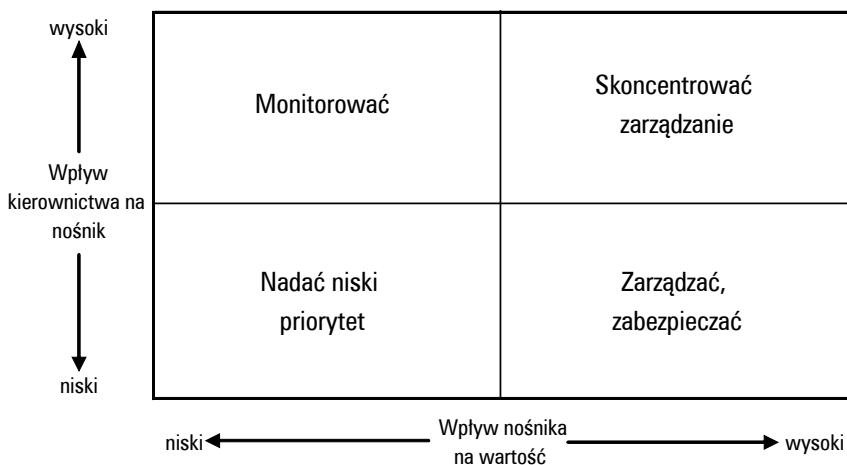 wysoki
Monitorować
Skoncentrować
zarządzanie
Wpływ
kierownictwa na
nośnik
Nadać niski
priorytet
Zarządzać,
zabezpieczać
niski
niski
Wpływ nośnika
na wartość
wysoki